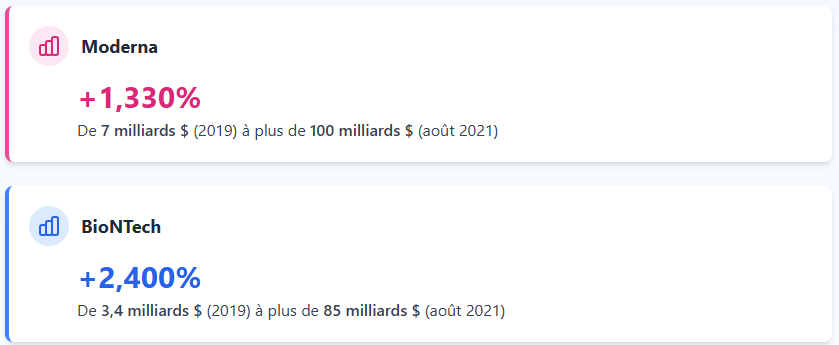 Moderna
+1,330%
De 7 milliards $ (2019) à plus de 100 milliards $ (août 2021)
BioNTech
+2,400%
De 3,4 milliards $ (2019) à plus de 85 milliards $ (août 2021)